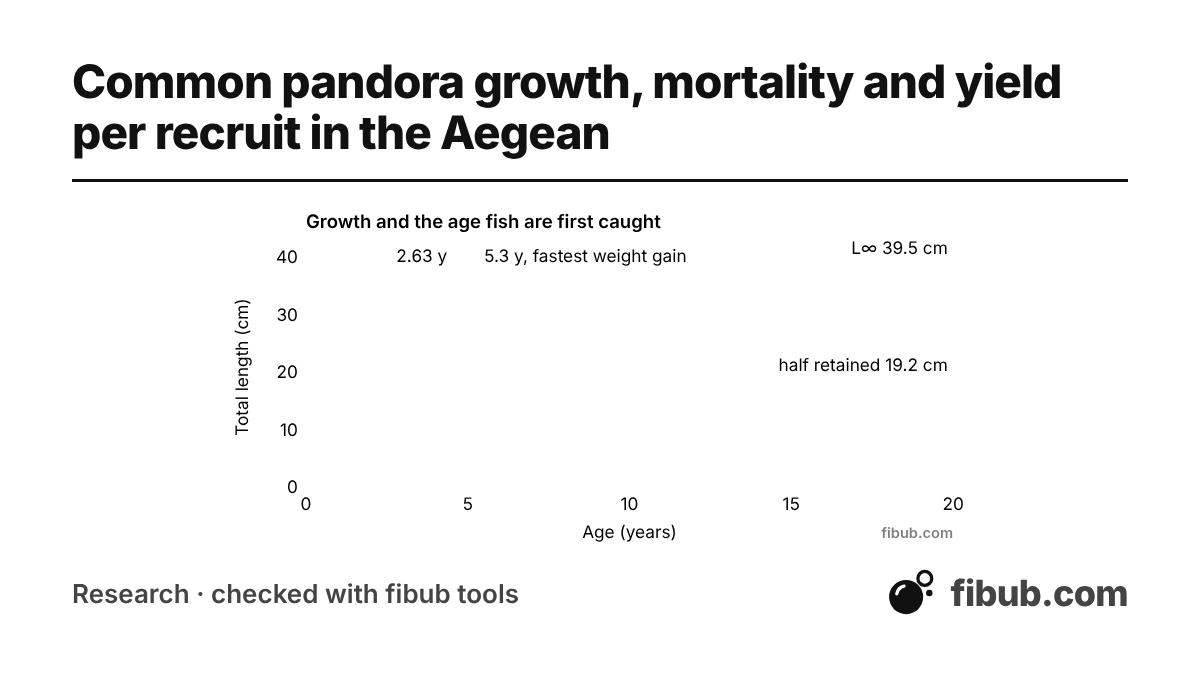 Common pandora growth, mortality and yield
per recruit in the Aegean
Growth and the age fish are first caught
40
2.63 y
5.3 y, fastest weight gain
L∞ 39.5 cm
30
Total length (cm)
20
half retained 19.2 cm
10
0
0
5
10
15
20
Age (years)
fibub.com
Research · checked with fibub tools
fibub.com